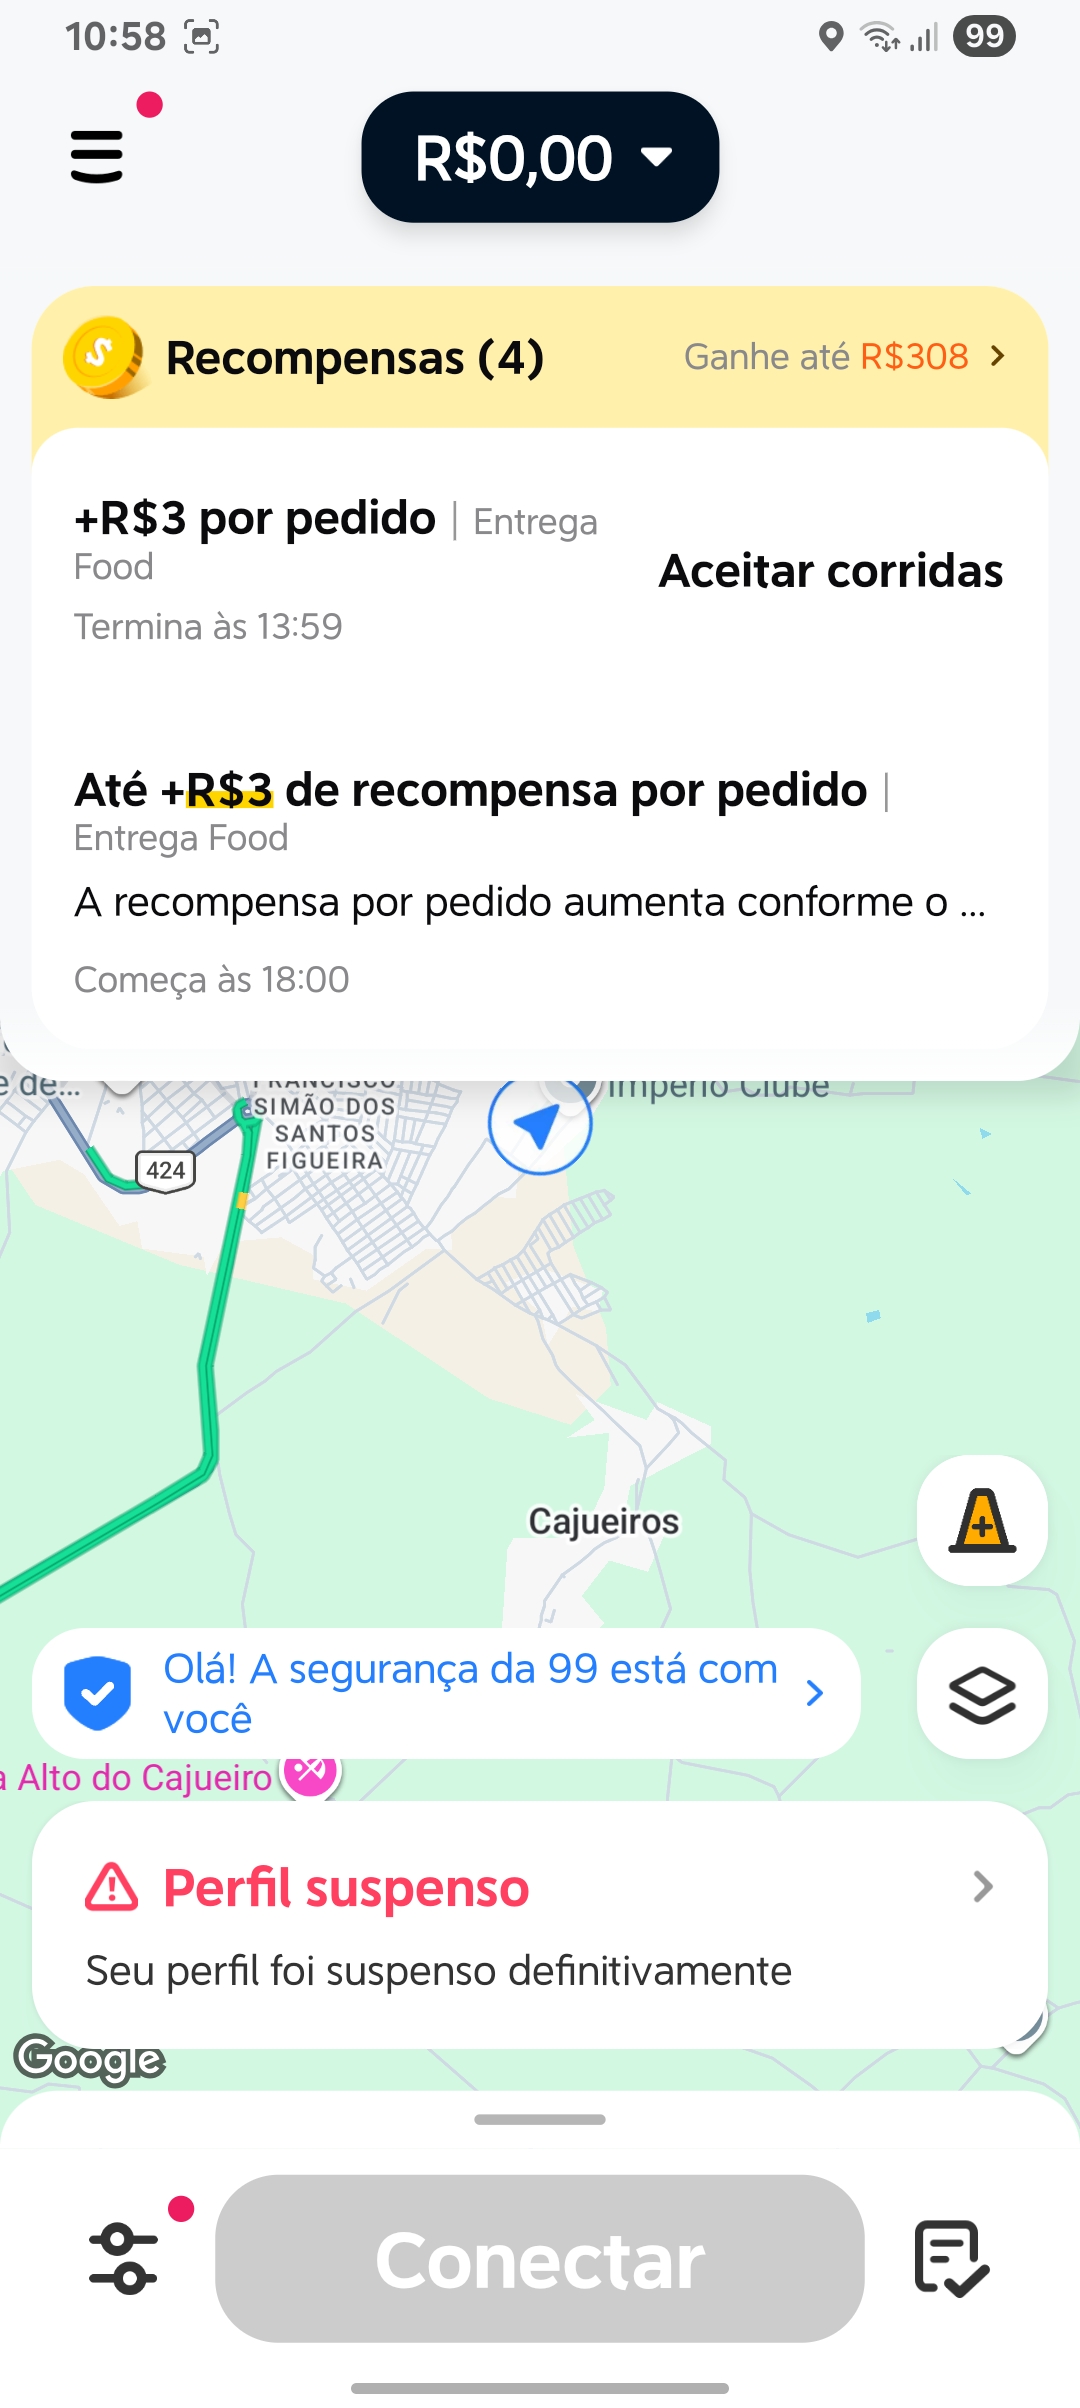 10:58
99
R$0,00
Recompensas (4)
Ganhe até R$308
+R$3 por pedido | Entrega
Food
Aceitar corridas
Termina às 13:59
Até +R$3 de recompensa por pedido |
Entrega Food
A recompensa por pedido aumenta conforme o ...
Começa às 18:00
e de...
FRANCISCO
SIMÃO DOS
SANTOS
FIGUEIRA
Império Clube
424
Cajueiros
Olá! A segurança da 99 está com
você
a Alto do Cajueiro
Perfil suspenso
Seu perfil foi suspenso definitivamente
Google
Conectar